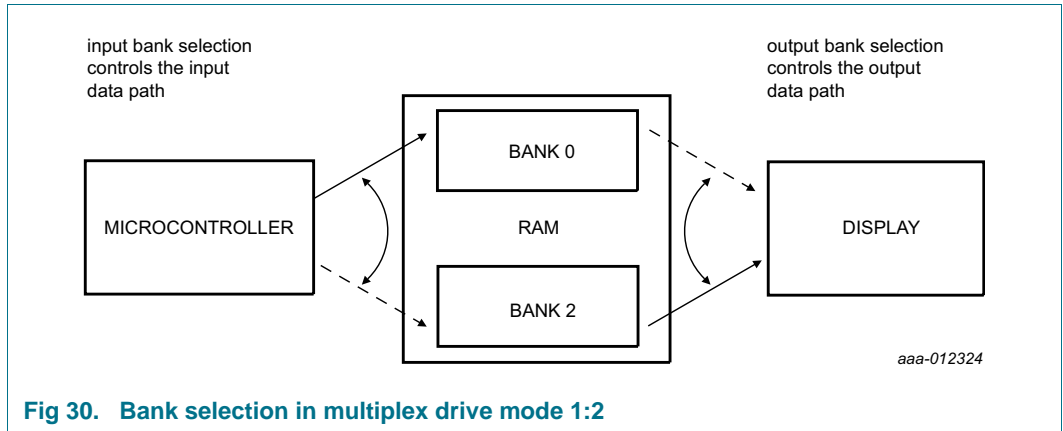 input bank selection
controls the input
data path
output bank selection
controls the output
data path
MICROCONTROLLER
BANK 0
RAM
BANK 2
DISPLAY
aaa-012324
Fig 30. Bank selection in multiplex drive mode 1:2